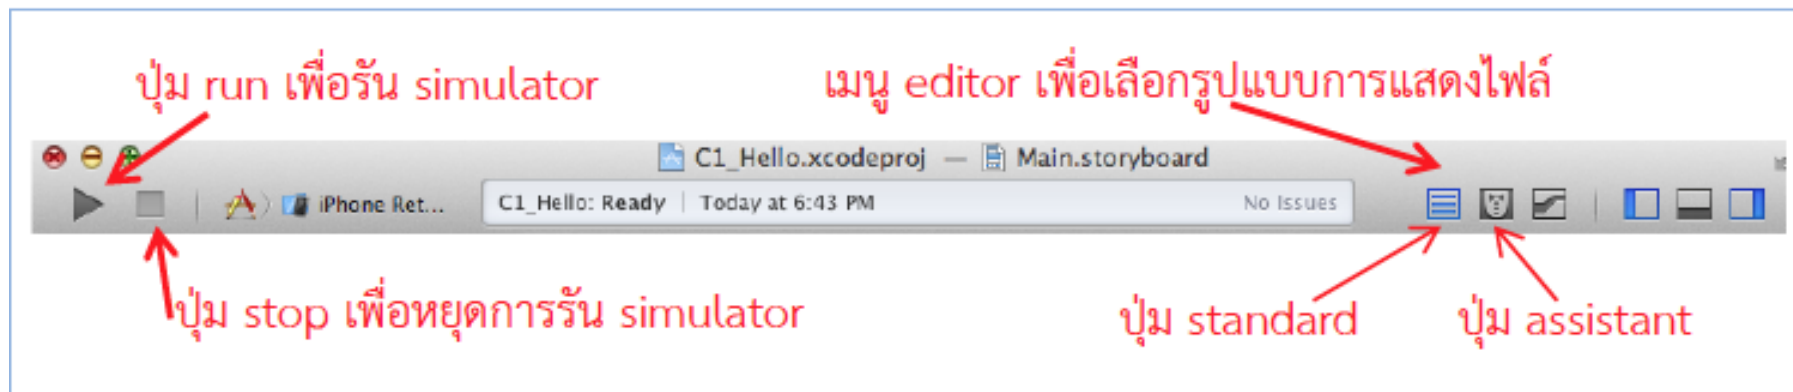 ปุ่ม run เพื่อรัน simulator
เมนู editor เพื่อเลือกรูปแบบการแสดงไฟล์
C1_Hello.xcodeproj — Main.storyboard
iPhone Ret...
C1_Hello: Ready | Today at 6:43 PM
No Issues
ปุ่ม stop เพื่อหยุดการรัน simulator
ปุ่ม standard
ปุ่ม assistant